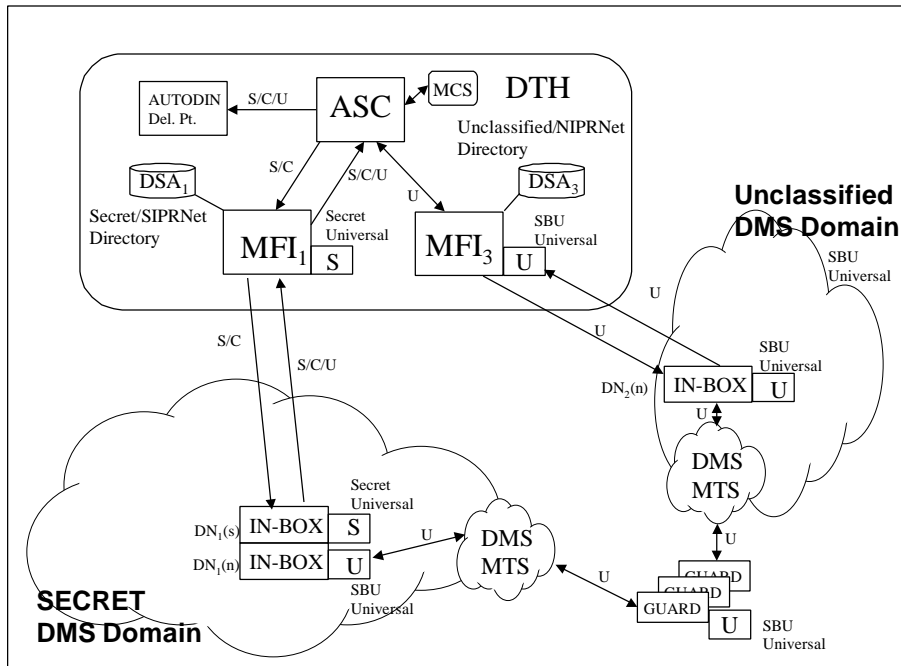 AUTODIN
Del. Pt.
S/C/U
ASC
MCS
DTH
Unclassified/NIPRNet
Directory
S/C
S/C/U
U
DSA₁
DSA₃
Secret/SIPRNet
Directory
MFI₁
Secret
Universal
S
MFI₃
SBU
Universal
U
Unclassified
DMS Domain
SBU
Universal
U
U
S/C
S/C/U
DN₂(n)
IN-BOX
U
SBU
Universal
U
DMS
MTS
U
Secret
Universal
DN₁(s)
IN-BOX
S
DN₁(n)
IN-BOX
U
SBU
Universal
U
DMS
MTS
U
GUARD
GUARD
GUARD
U
SBU
Universal
SECRET
DMS Domain